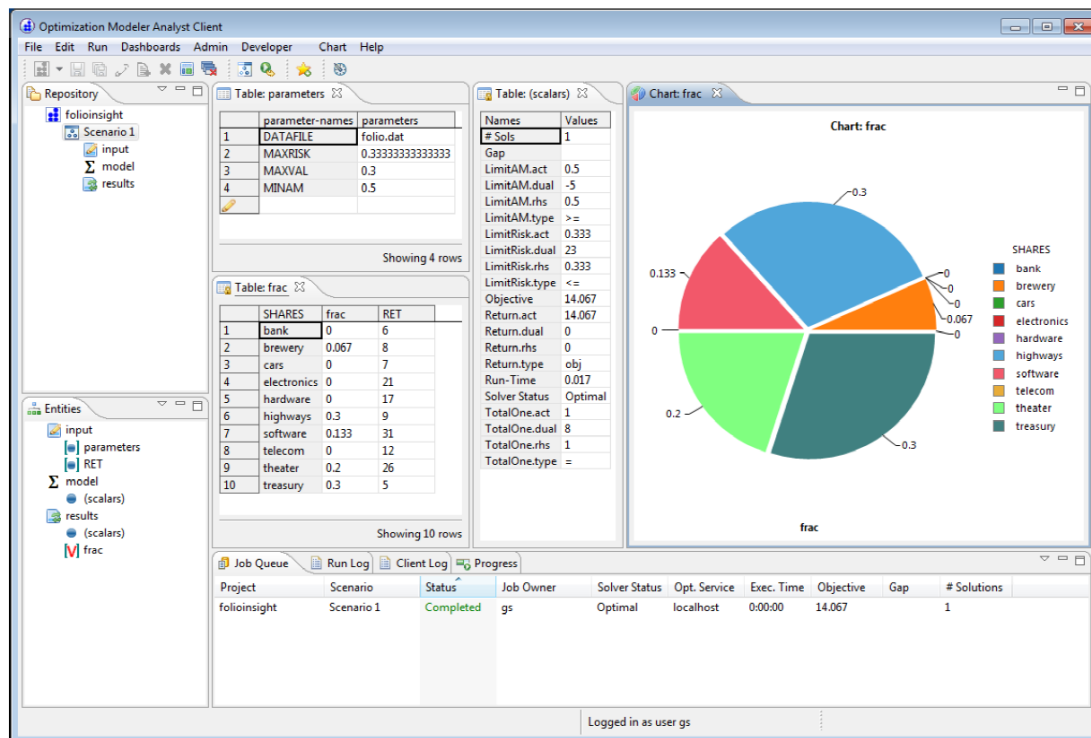 Optimization Modeler Analyst Client
File Edit Run Dashboards Admin Developer Chart Help
Repository
folioinsight
Scenario 1
input
model
results
Table: parameters
parameter-names parameters
1 DATAFILE folio.dat
2 MAXRISK 0.33333333333333
3 MAXVAL 0.3
4 MINAM 0.5
Showing 4 rows
Table: frac
SHARES frac RET
1 bank 0 6
2 brewery 0.067 8
3 cars 0 7
4 electronics 0 21
5 hardware 0 17
6 highways 0.3 9
7 software 0.133 31
8 telecom 0 12
9 theater 0.2 26
10 treasury 0.3 5
Showing 10 rows
Table: (scalars)
Names Values
# Sols 1
Gap
LimitAM.act 0.5
LimitAM.dual -5
LimitAM.rhs 0.5
LimitAM.type >=
LimitRisk.act 0.333
LimitRisk.dual 23
LimitRisk.rhs 0.333
LimitRisk.type <=
Objective 14.067
Return.act 14.067
Return.dual 0
Return.rhs 0
Return.type obj
Run-Time 0.017
Solver Status Optimal
TotalOne.act 1
TotalOne.dual 8
TotalOne.rhs 1
TotalOne.type =
Chart: frac
Chart: frac
0.3
0.133
0
0.2
0.3
0
0
0
0.067
0
SHARES
bank
brewery
cars
electronics
hardware
highways
software
telecom
theater
treasury
frac
Entities
input
parameters
RET
Σ model
(scalars)
results
(scalars)
[V] frac
Job Queue Run Log Client Log Progress
Project Scenario Status Job Owner Solver Status Opt. Service Exec. Time Objective Gap # Solutions
folioinsight Scenario 1 Completed gs Optimal localhost 0:00:00 14.067 1
Logged in as user gs